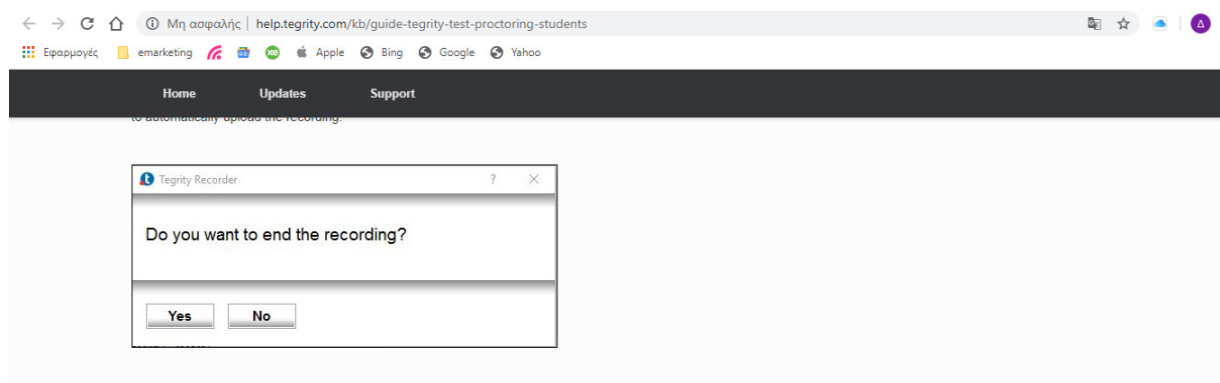 Μη ασφαλής | help.tegrity.com/kb/guide-tegrity-test-proctoring-students
Δ
Εφαρμογές emarketing xe Apple Bing Google Yahoo
Home Updates Support
to automatically upload the recording.
t Tegrity Recorder ? ×
Do you want to end the recording?
Yes No